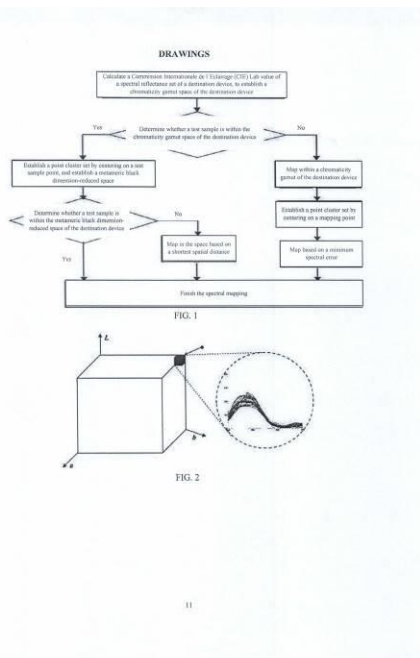 DRAWINGS
Calculate a Commission Internationale de l'Eclairage (CIE) Lab value of
a spectral reflectance set of a destination device, to establish a
chromaticity gamut space of the destination device
Yes
Determine whether a test sample is within the
chromaticity gamut space of the destination device
No
Establish a point cluster set by centering on a test
sample point, and establish a metameric black
dimension-reduced space
Map within a chromaticity
gamut of the destination device
Determine whether a test sample is
within the metameric black dimension-
reduced space of the destination device
No
Establish a point cluster set by
centering on a mapping point
Yes
Map in the space based on
a shortest spatial distance
Map based on a minimum
spectral error
Finish the spectral mapping
FIG. 1
L
a
b
FIG. 2
11